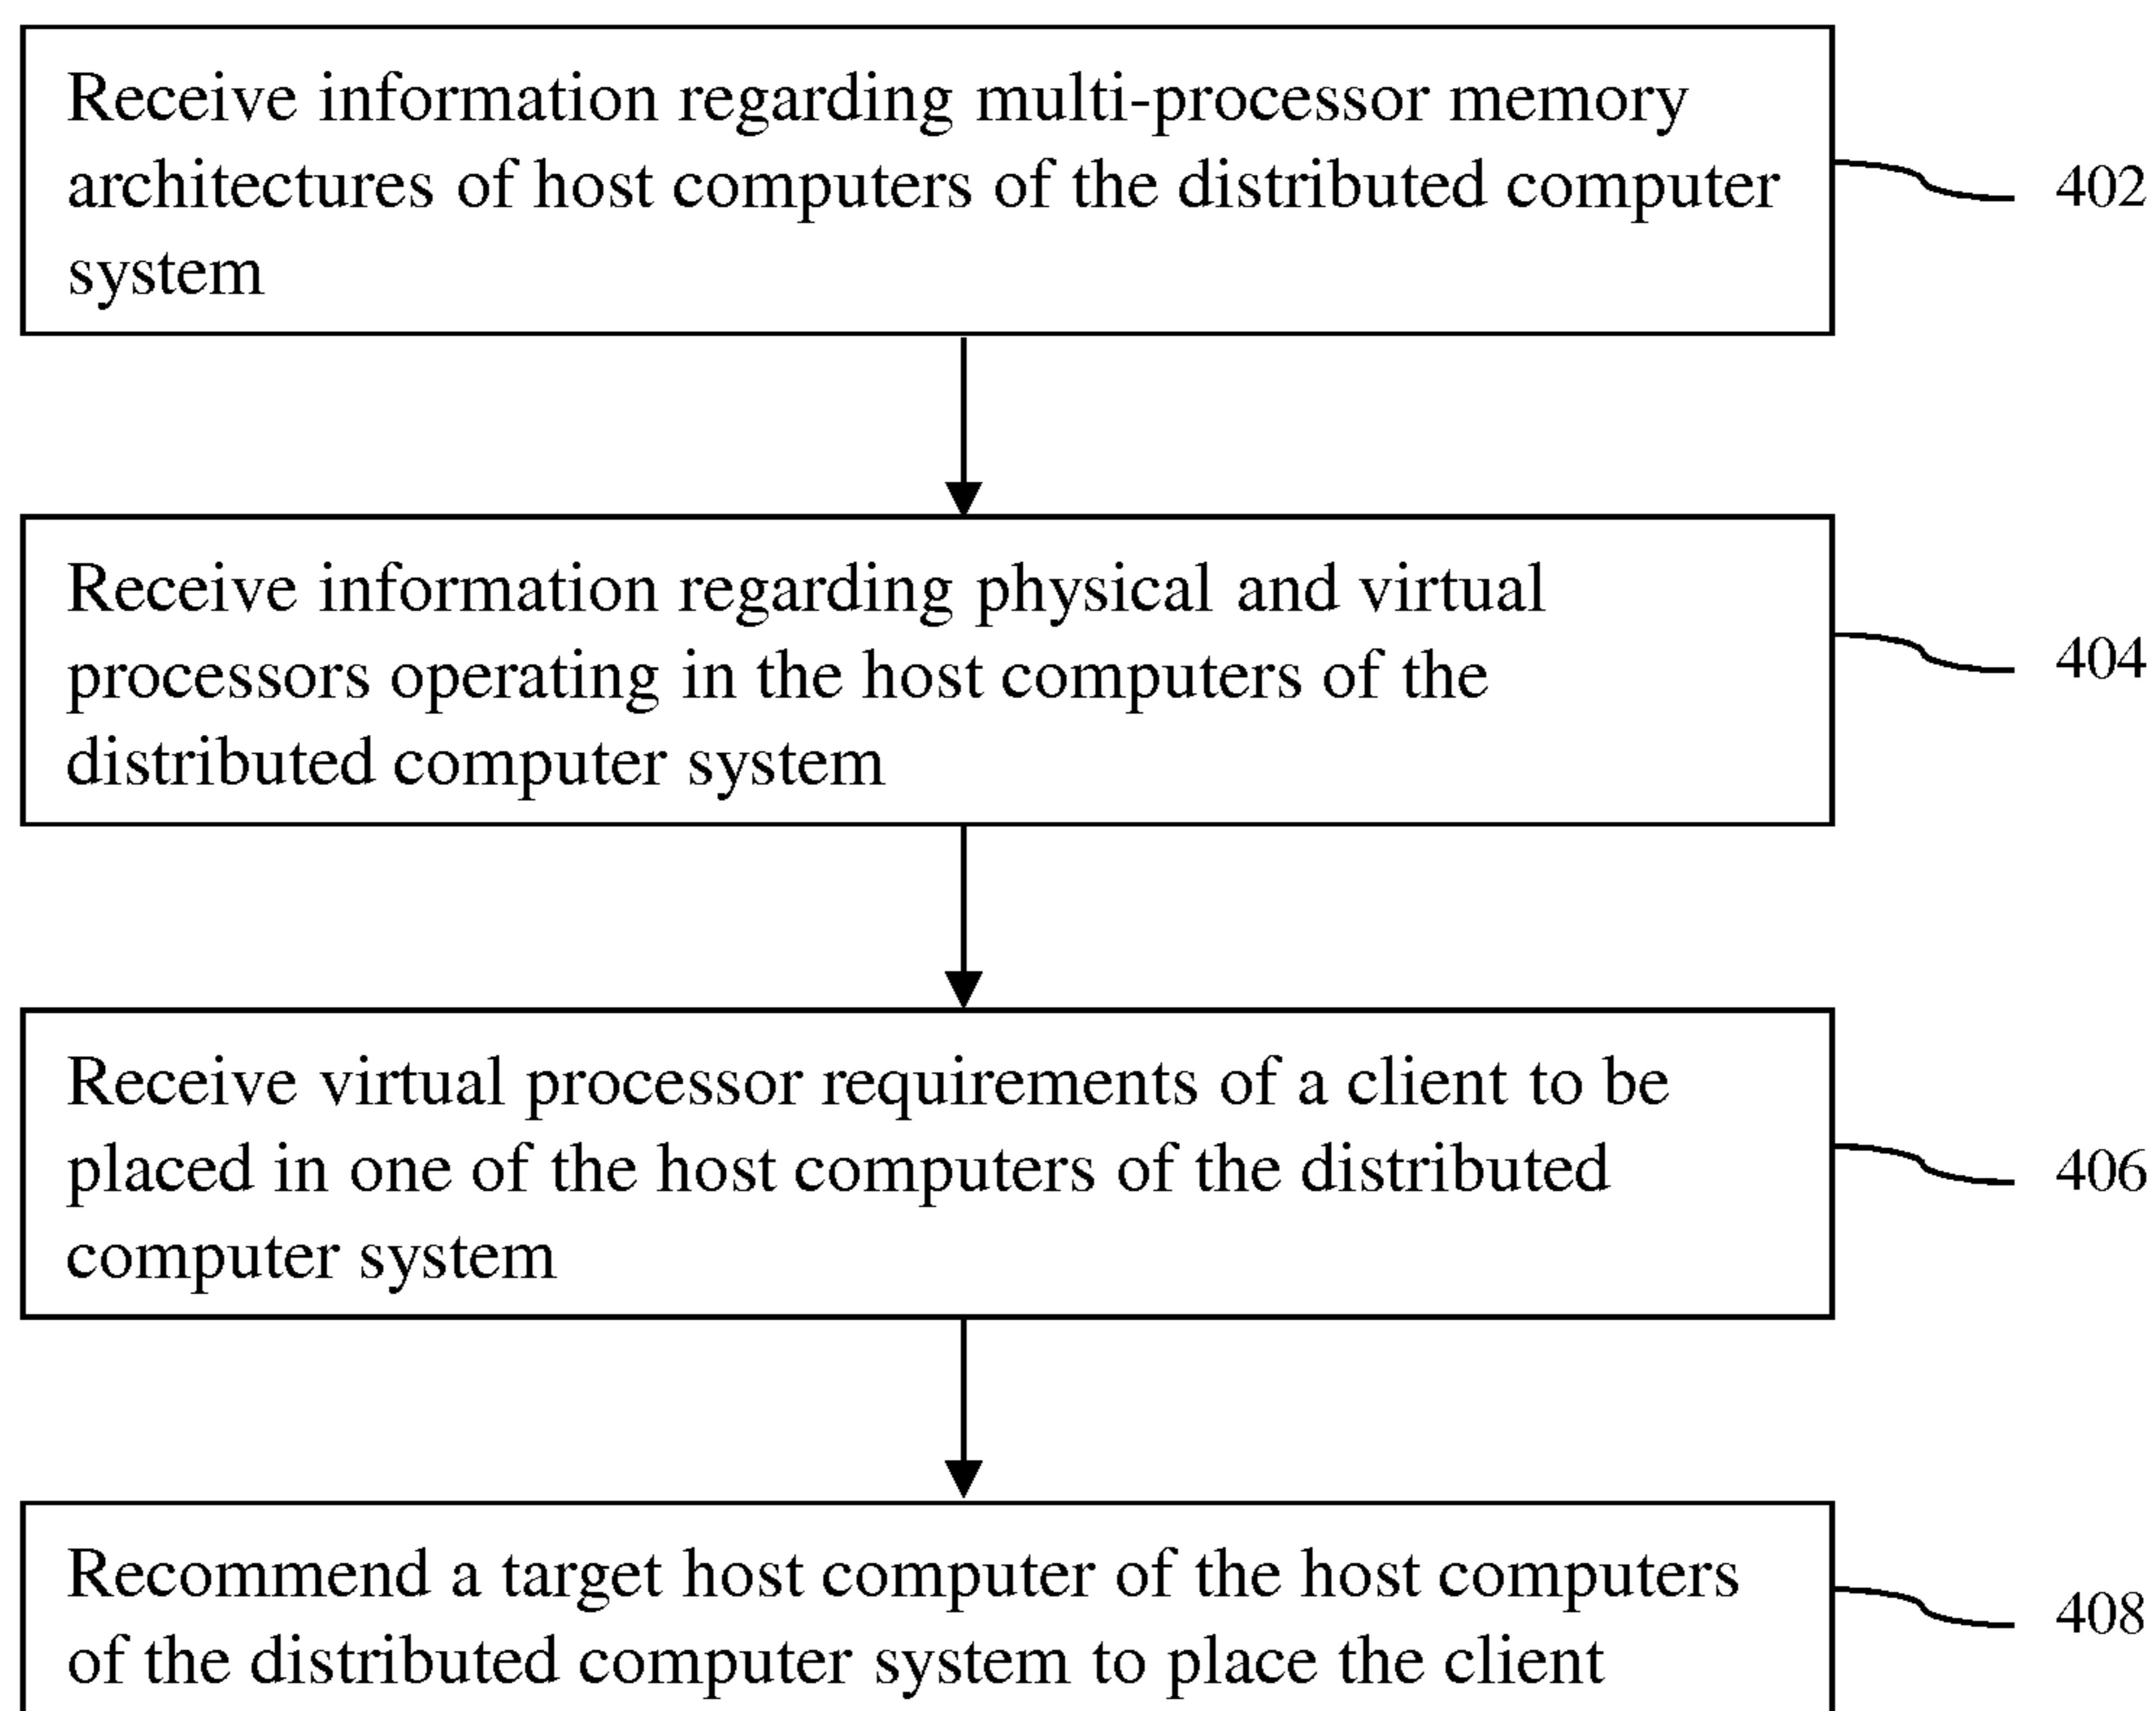 Receive information regarding multi-processor memory
architectures of host computers of the distributed computer
system
402
Receive information regarding physical and virtual
processors operating in the host computers of the
distributed computer system
404
Receive virtual processor requirements of a client to be
placed in one of the host computers of the distributed
computer system
406
Recommend a target host computer of the host computers
of the distributed computer system to place the client
408